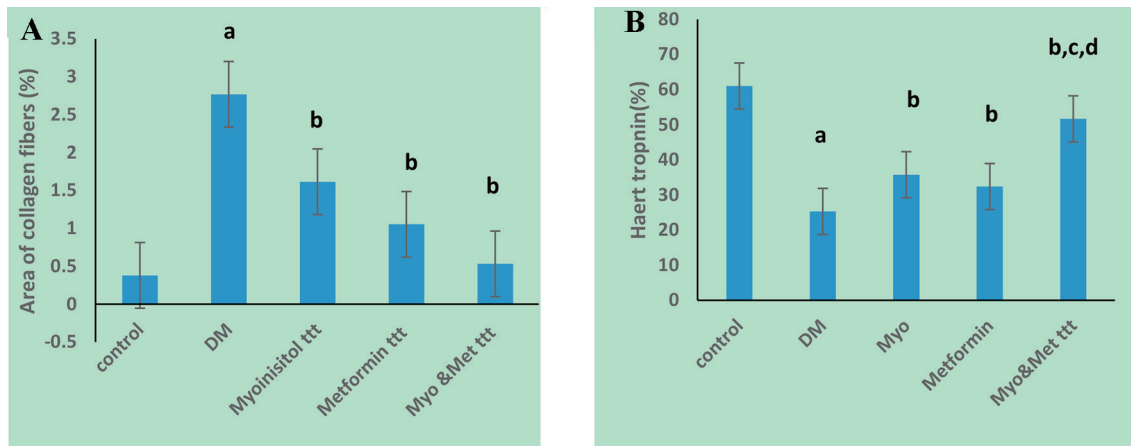 A
Area of collagen fibers (%)
3.5
3
2.5
2
1.5
1
0.5
0
-0.5
a
b
b
b
control
DM
Myoinisitol ttt
Metformin ttt
Myo &Met ttt
B
Haert tropnin(%)
80
70
60
50
40
30
20
10
0
a
b
b
b,c,d
control
DM
Myo
Metformin
Myo&Met ttt